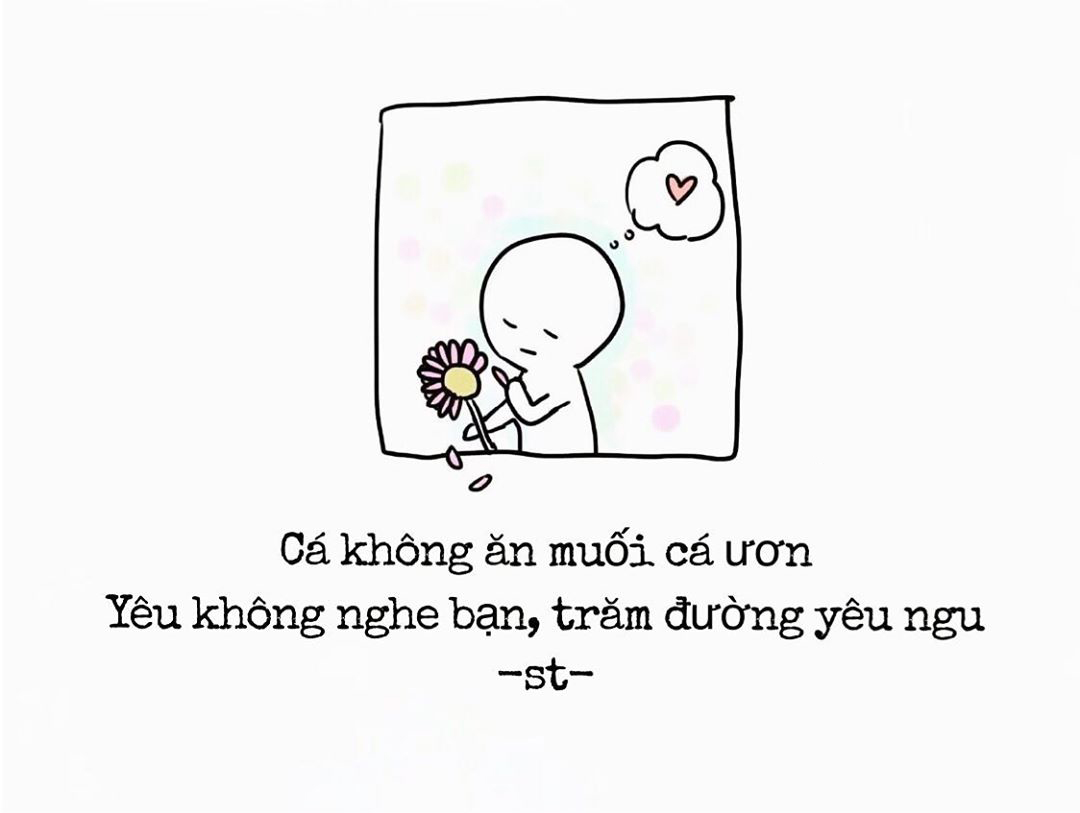 Cá không ăn muối cá ươn
Yêu không nghe bạn, trăm đường yêu ngu
-st-